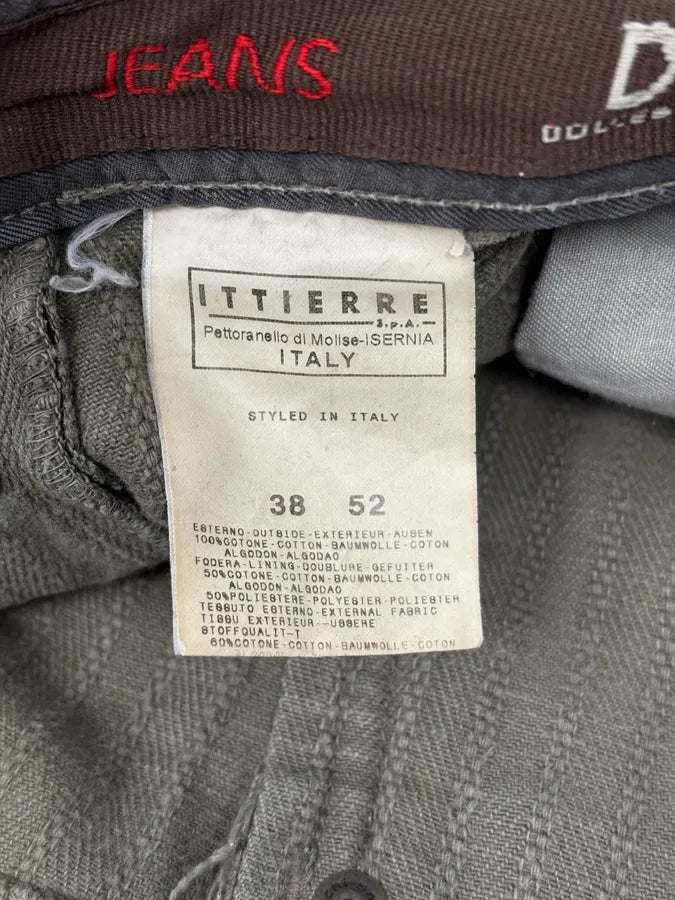 JEANS
D
ITTIERRE
S.p.A.
Pettoranello di Molise-ISERNIA
ITALY
STYLED IN ITALY
38 52
ESTERNO-OUTSIDE-EXTERIEUR-AUSEN
100%COTONE-COTTON-BAUMWOLLE-COTON
ALGODON-ALGODAO
FODERA-LINING-DOUBLURE-GEFUTTER
50%COTONE-COTTON-BAUMWOLLE-COTON
ALGODON-ALGODAO
50%POLIESTERE-POLYESTER-POLIESTER
TESSUTO ESTERNO-EXTERNAL FABRIC
TISSU EXTERIEUR--USSERE
STOFFQUALIT-T
60%COTONE-COTTON-BAUMWOLLE-COTON